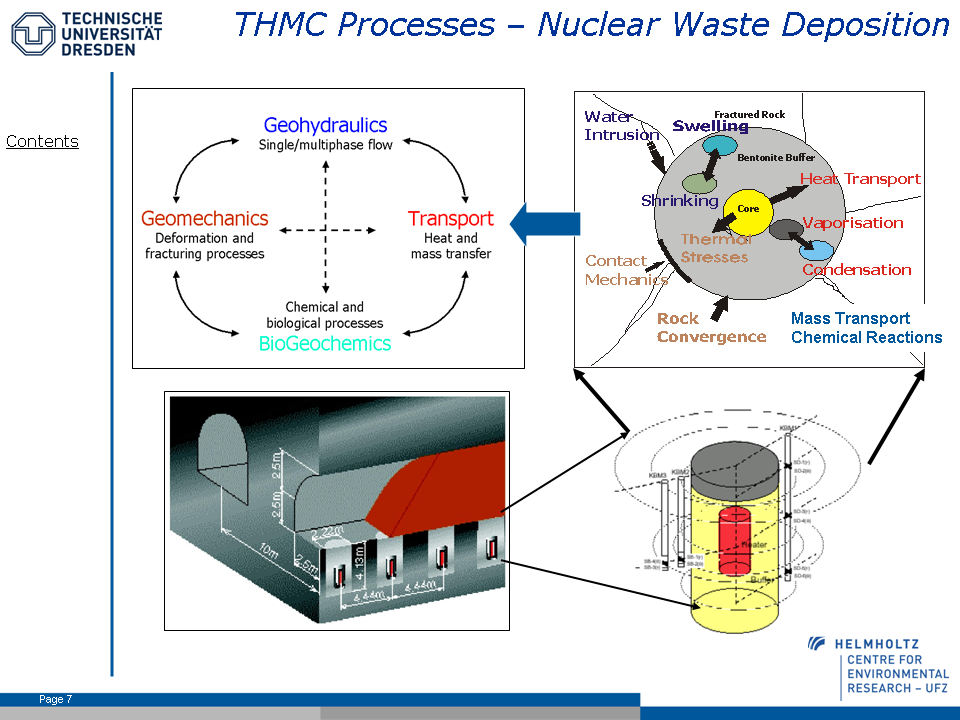 TECHNISCHE
UNIVERSITÄT
DRESDEN
THMC Processes – Nuclear Waste Deposition
Contents
Geohydraulics
Single/multiphase flow
Geomechanics
Deformation and
fracturing processes
Transport
Heat and
mass transfer
Chemical and
biological processes
BioGeochemics
Water
Intrusion
Fractured Rock
Swelling
Bentonite Buffer
Heat Transport
Shrinking
Core
Vaporisation
Thermal
Stresses
Contact
Mechanics
Condensation
Rock
Convergence
Mass Transport
Chemical Reactions
2.5m
2.5m
22m
10m
2.5m
4.13m
4.44m
4.44m
KBM1
KBM2
KBM3
Heater
Buffer
HELMHOLTZ
CENTRE FOR
ENVIRONMENTAL
RESEARCH – UFZ
Page 7